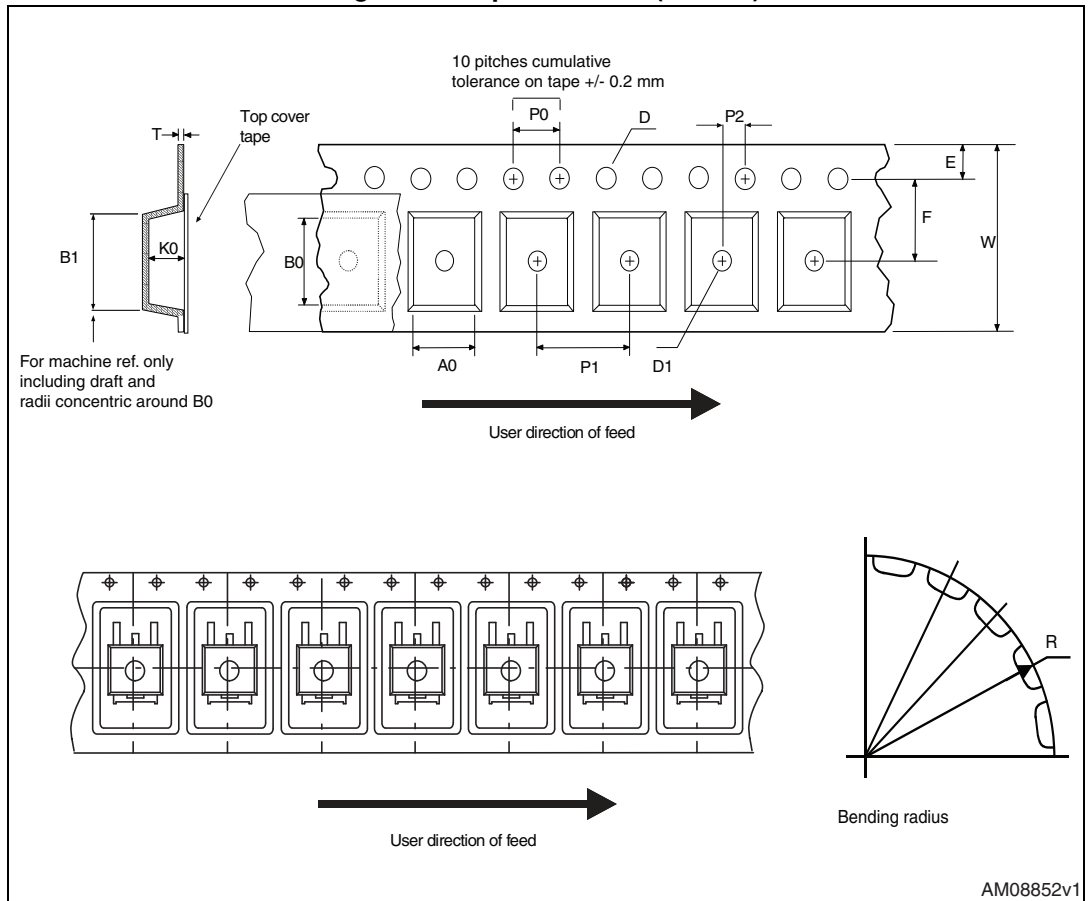 10 pitches cumulative
tolerance on tape +/- 0.2 mm
P0
D
P2
T
Top cover
tape
E
F
W
B1
K0
B0
For machine ref. only
including draft and
radii concentric around B0
A0
P1
D1
User direction of feed
R
Bending radius
User direction of feed
AM08852v1